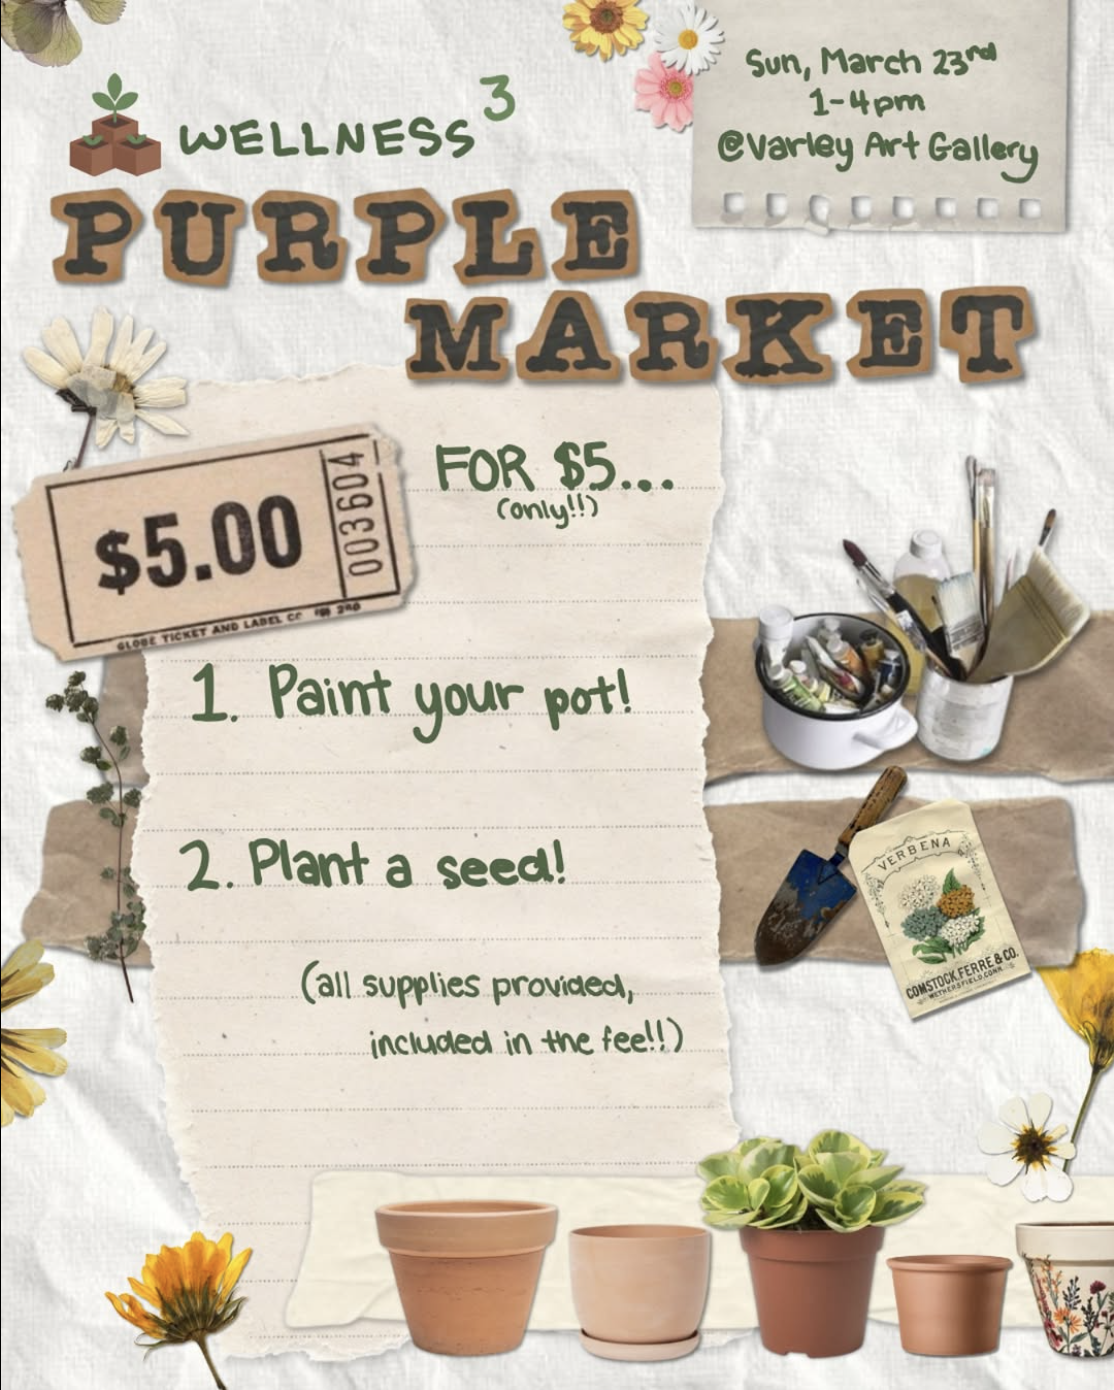 Sun, March 23rd
1-4pm
@Varley Art Gallery
WELLNESS3
PURPLE
MARKET
$5.00
003604
GLOBE TICKET AND LABEL CO
FOR $5...
(only!!)
1. Paint your pot!
2. Plant a seed!
(all supplies provided,
included in the fee!!)
VERBENA
COMSTOCK, FERRE & CO.
WETHERSFIELD, CONN.